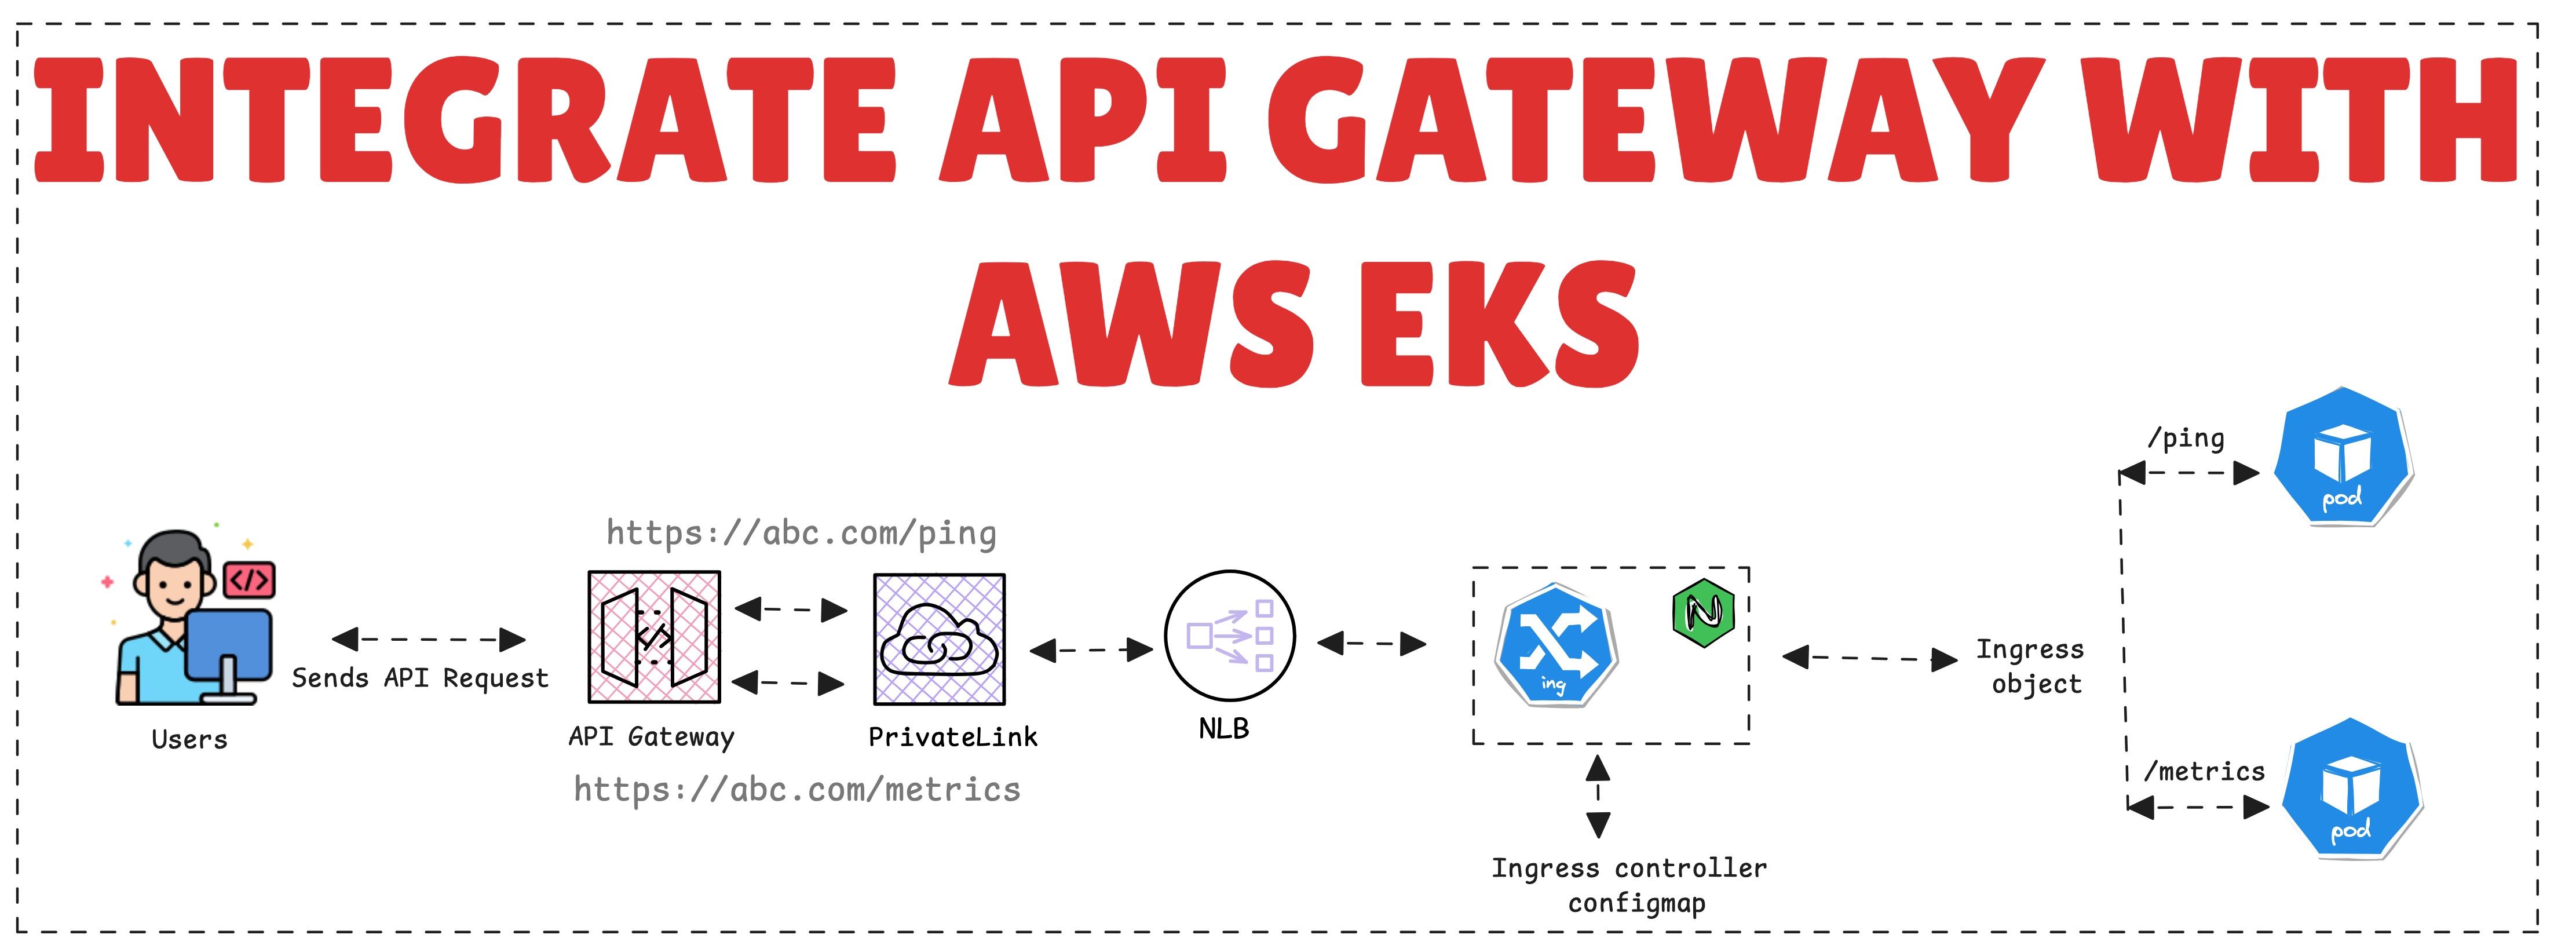 INTEGRATE API GATEWAY WITH
AWS EKS
</>
Users
Sends API Request
https://abc.com/ping
</>
API Gateway
PrivateLink
https://abc.com/metrics
NLB
ing
N
Ingress controller
configmap
Ingress
object
/ping
pod
/metrics
pod